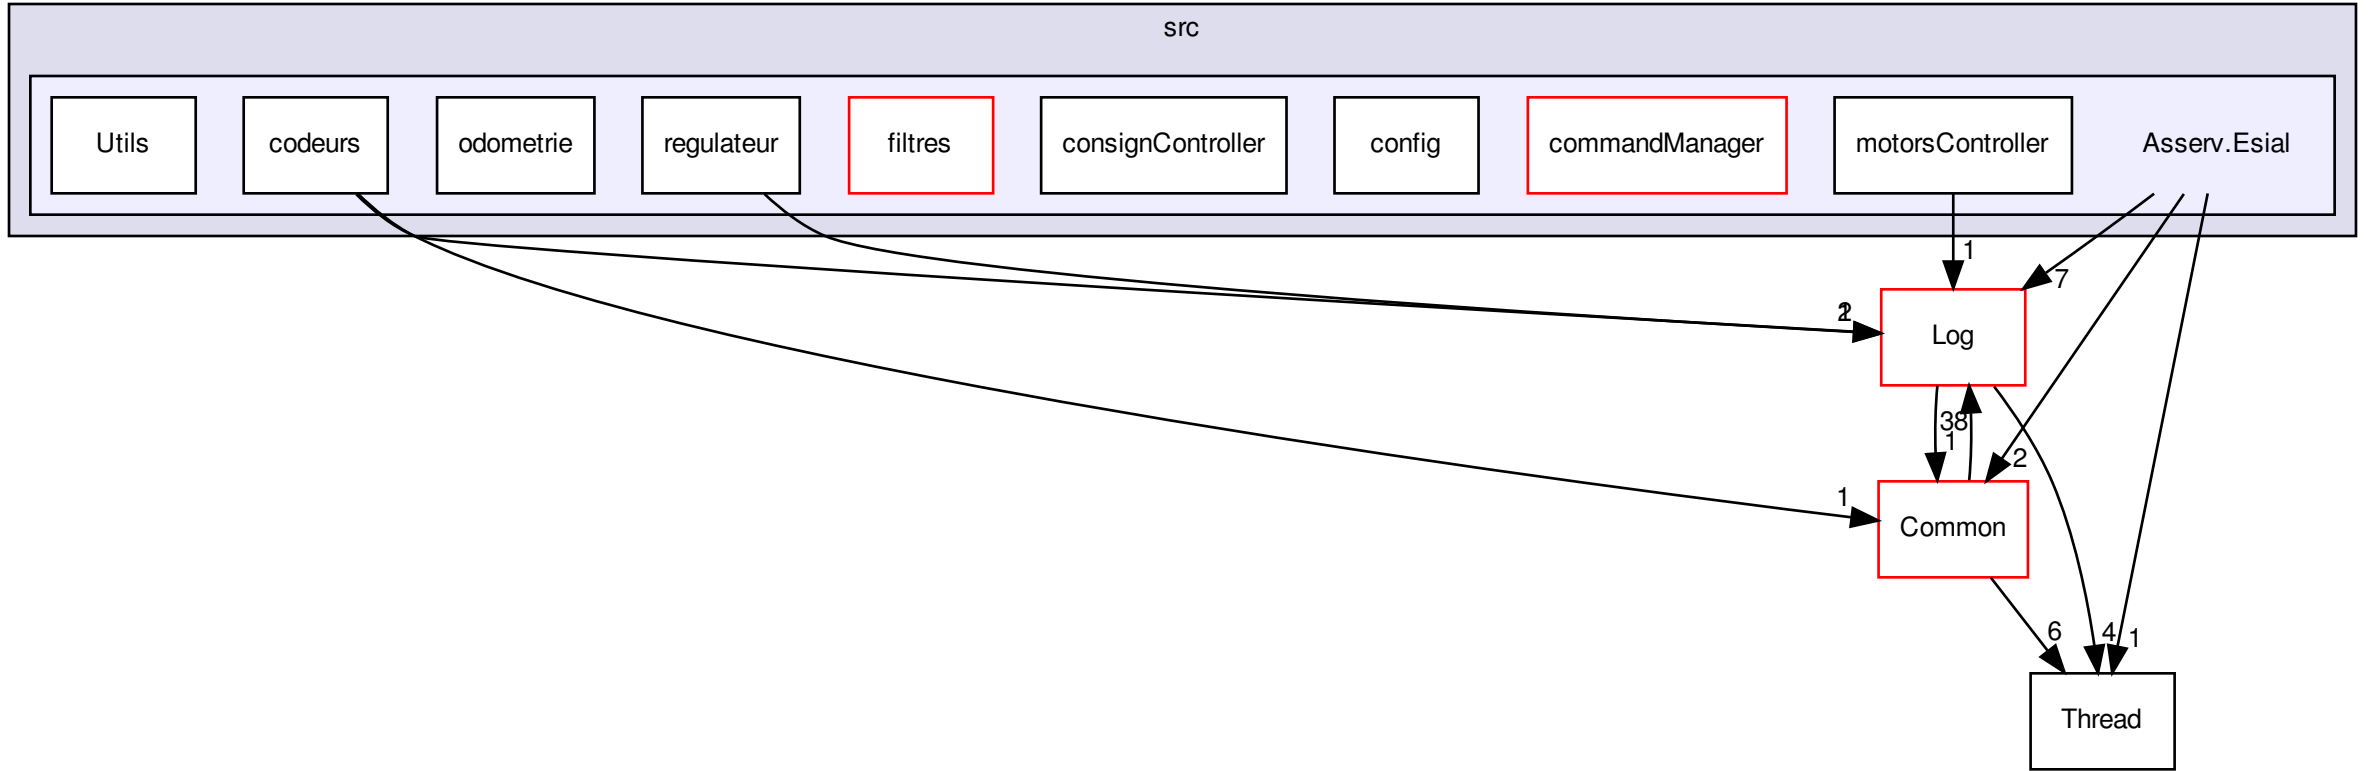 src
Utils
codeurs
odometrie
regulateur
filtres
consignController
config
commandManager
motorsController
Asserv.Esial
1
7
Log
38
1
2
1
Common
6
4
1
Thread